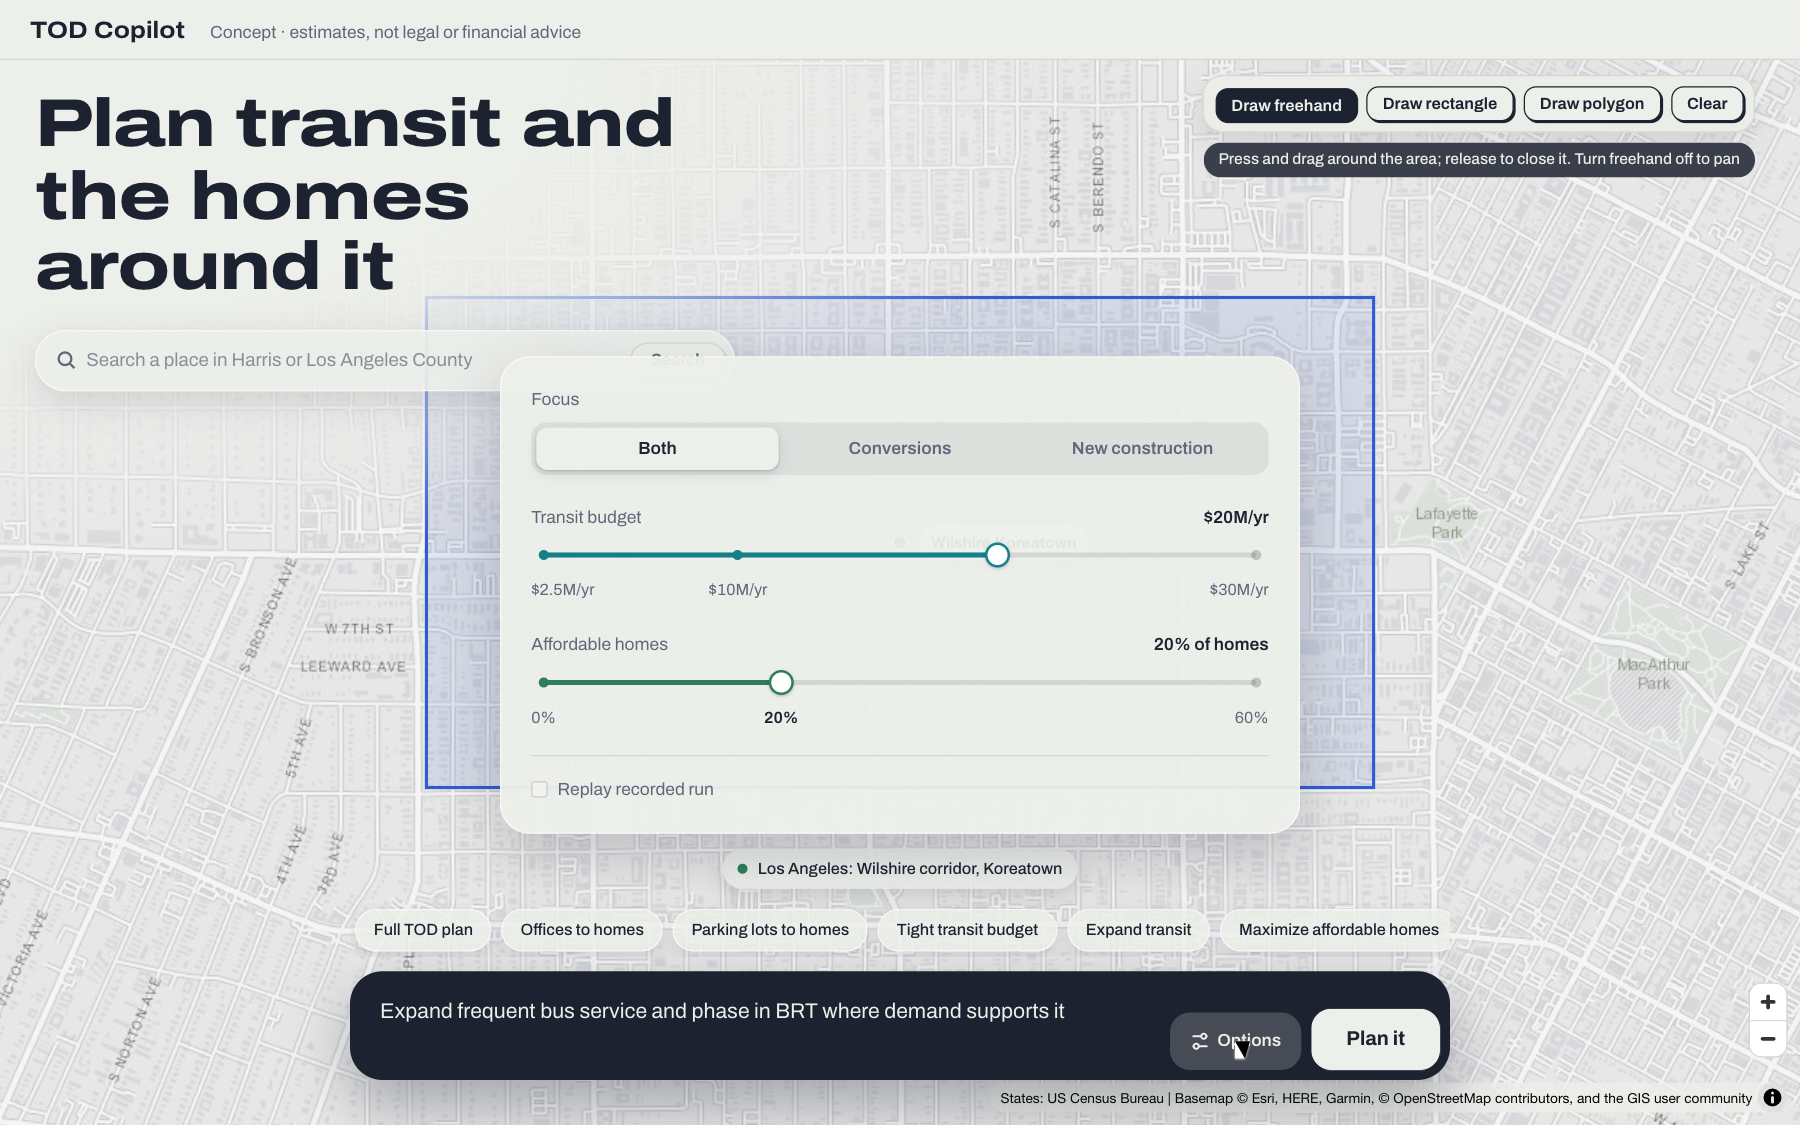 TOD Copilot
Concept · estimates, not legal or financial advice
Plan transit and
the homes
around it
Draw freehand
Draw rectangle
Draw polygon
Clear
Press and drag around the area; release to close it. Turn freehand off to pan
S CATALINA ST
S BERENDO ST
Search a place in Harris or Los Angeles County
Search
Focus
Both
Conversions
New construction
Transit budget
$20M/yr
Wilshire Koreatown
$2.5M/yr
$10M/yr
$30M/yr
Affordable homes
20% of homes
0%
20%
60%
Replay recorded run
Lafayette
Park
S LAKE ST
MacArthur
Park
S BRONSON AVE
W 7TH ST
LEEWARD AVE
5TH AVE
4TH AVE
3RD AVE
VICTORIA AVE
S NORTON AVE
PL
Los Angeles: Wilshire corridor, Koreatown
Full TOD plan
Offices to homes
Parking lots to homes
Tight transit budget
Expand transit
Maximize affordable homes
Expand frequent bus service and phase in BRT where demand supports it
Options
Plan it
States: US Census Bureau | Basemap © Esri, HERE, Garmin, © OpenStreetMap contributors, and the GIS user community